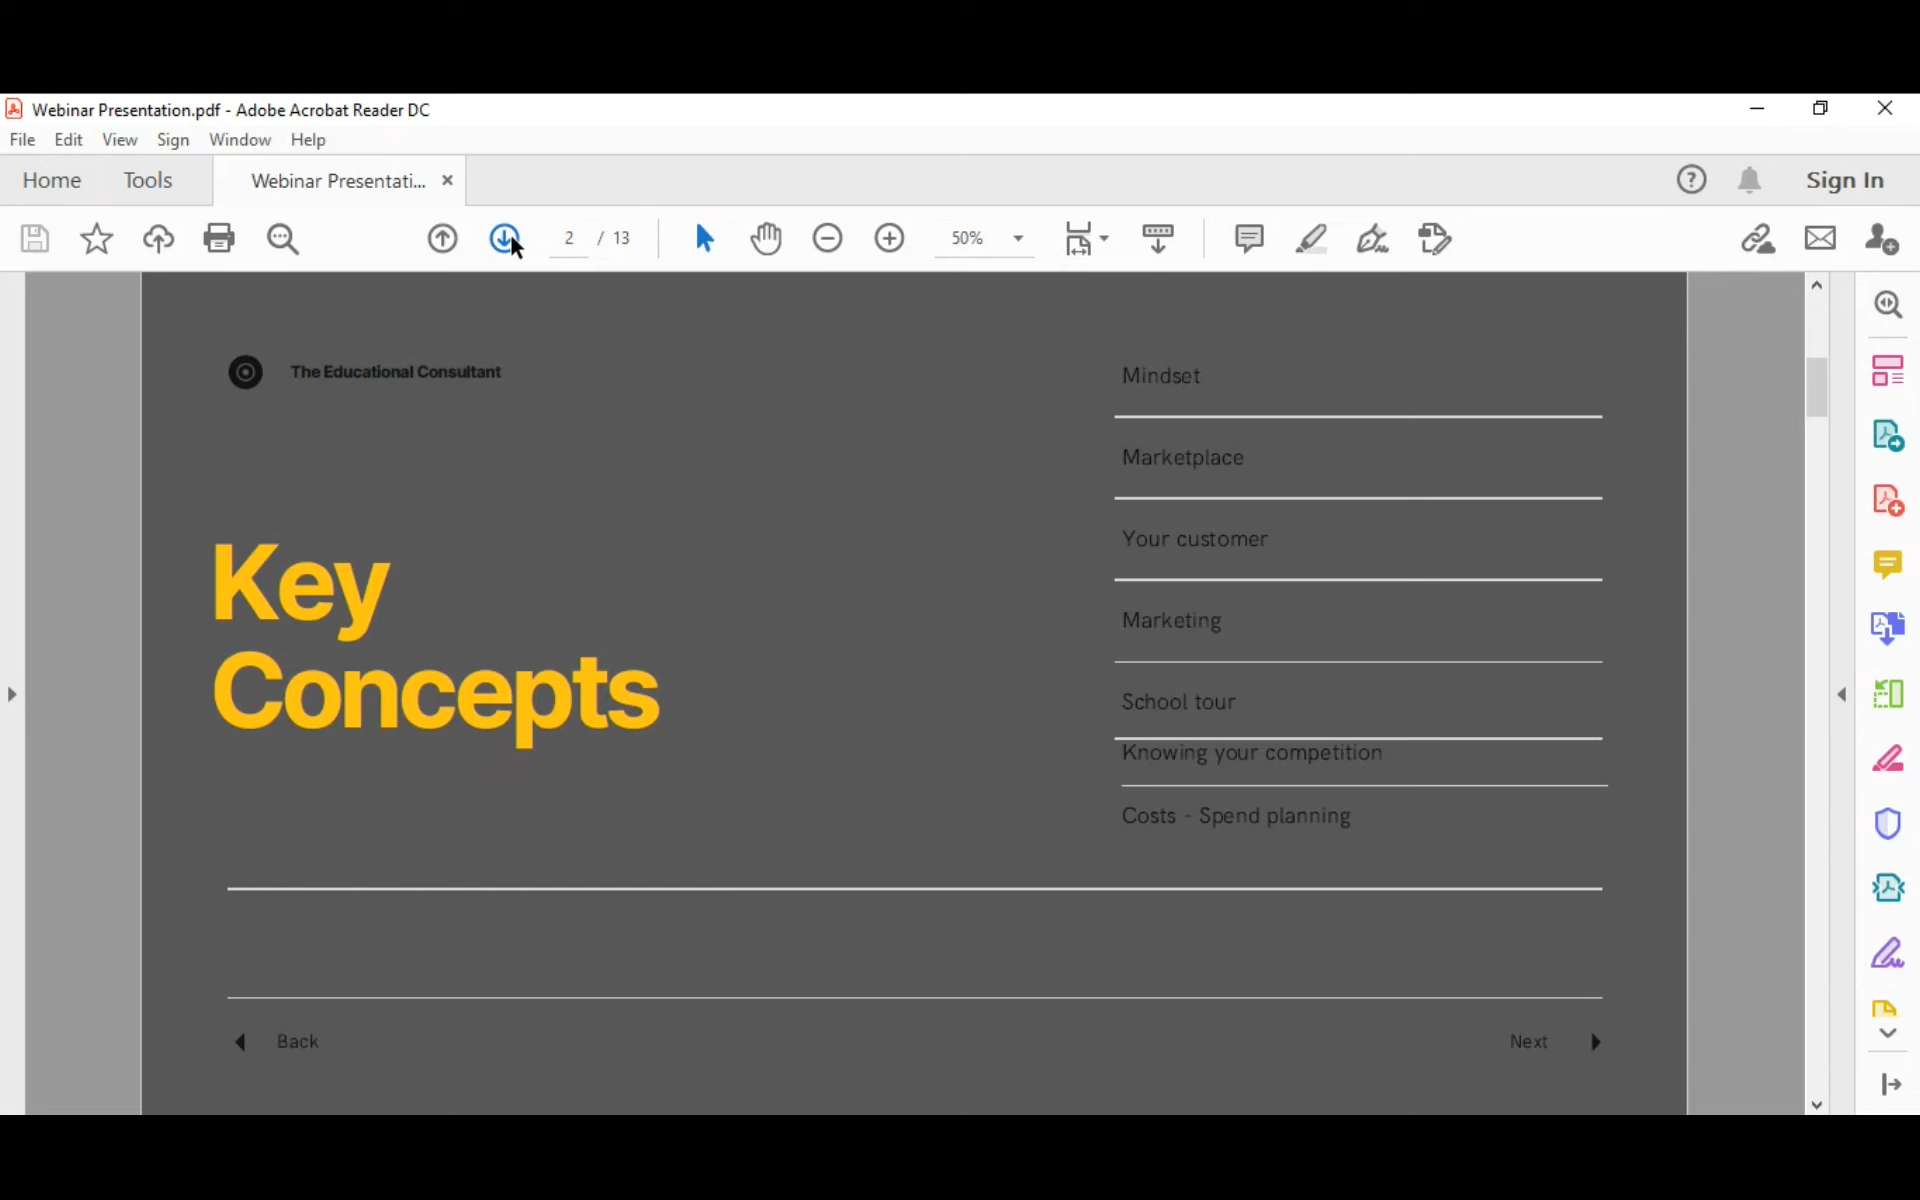 Webinar Presentation.pdf - Adobe Acrobat Reader DC
File Edit View Sign Window Help
Home Tools Webinar Presentati... Sign In
2 / 13 50%
The Educational Consultant
Key
Concepts
Mindset
Marketplace
Your customer
Marketing
School tour
Knowing your competition
Costs - Spend planning
Back Next